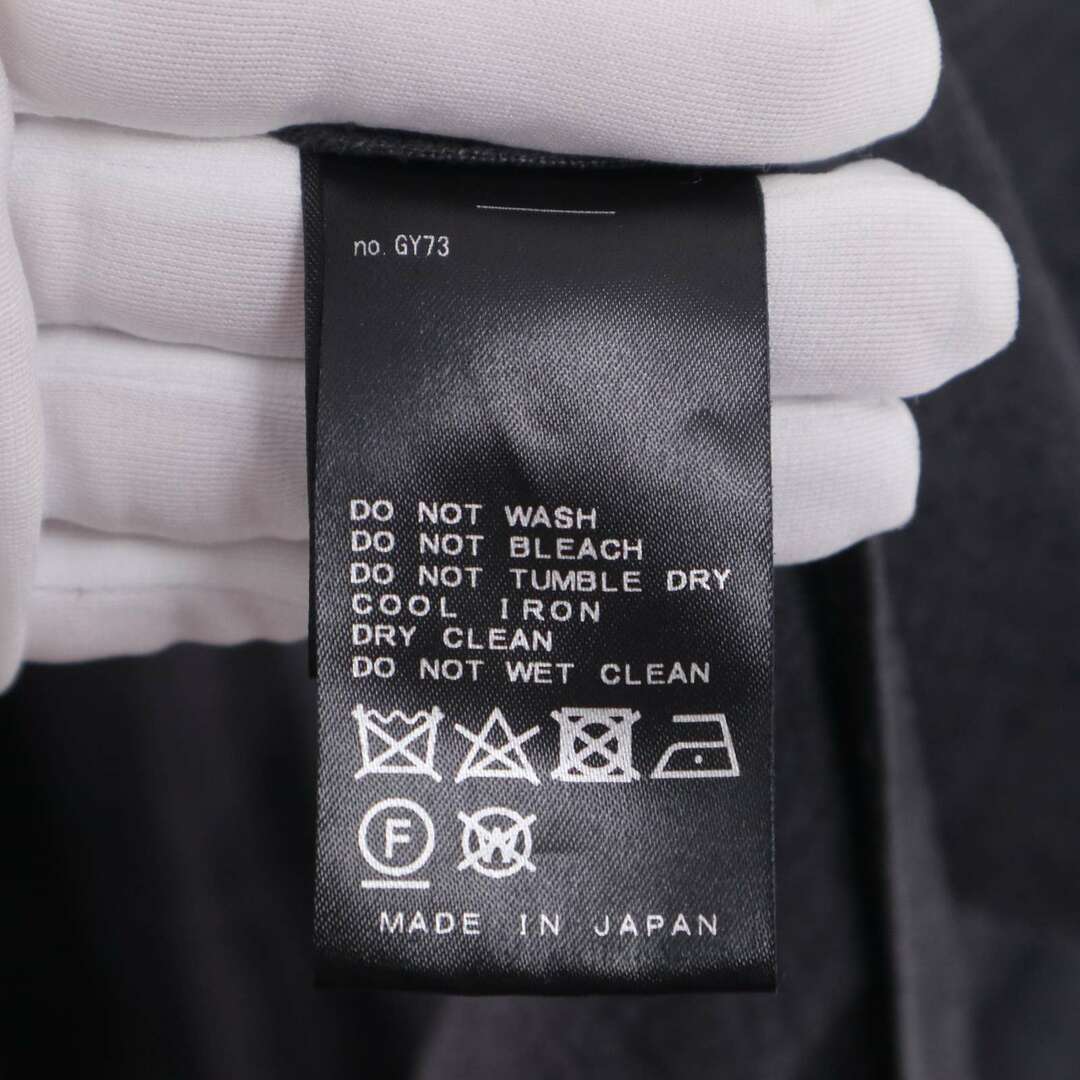 no. GY73
DO NOT WASH
DO NOT BLEACH
DO NOT TUMBLE DRY
COOL IRON
DRY CLEAN
DO NOT WET CLEAN
F W
MADE IN JAPAN